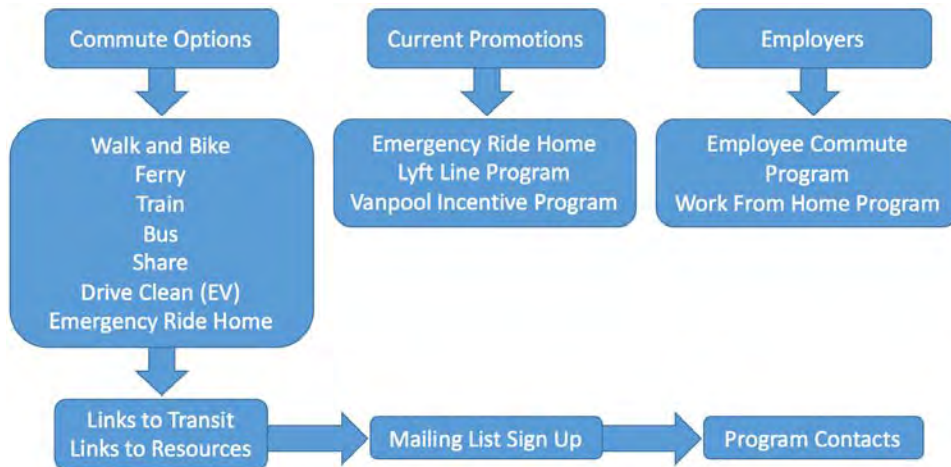 Commute Options
Current Promotions
Employers
Walk and Bike
Ferry
Train
Bus
Share
Drive Clean (EV)
Emergency Ride Home
Emergency Ride Home
Lyft Line Program
Vanpool Incentive Program
Employee Commute
Program
Work From Home Program
Links to Transit
Links to Resources
Mailing List Sign Up
Program Contacts